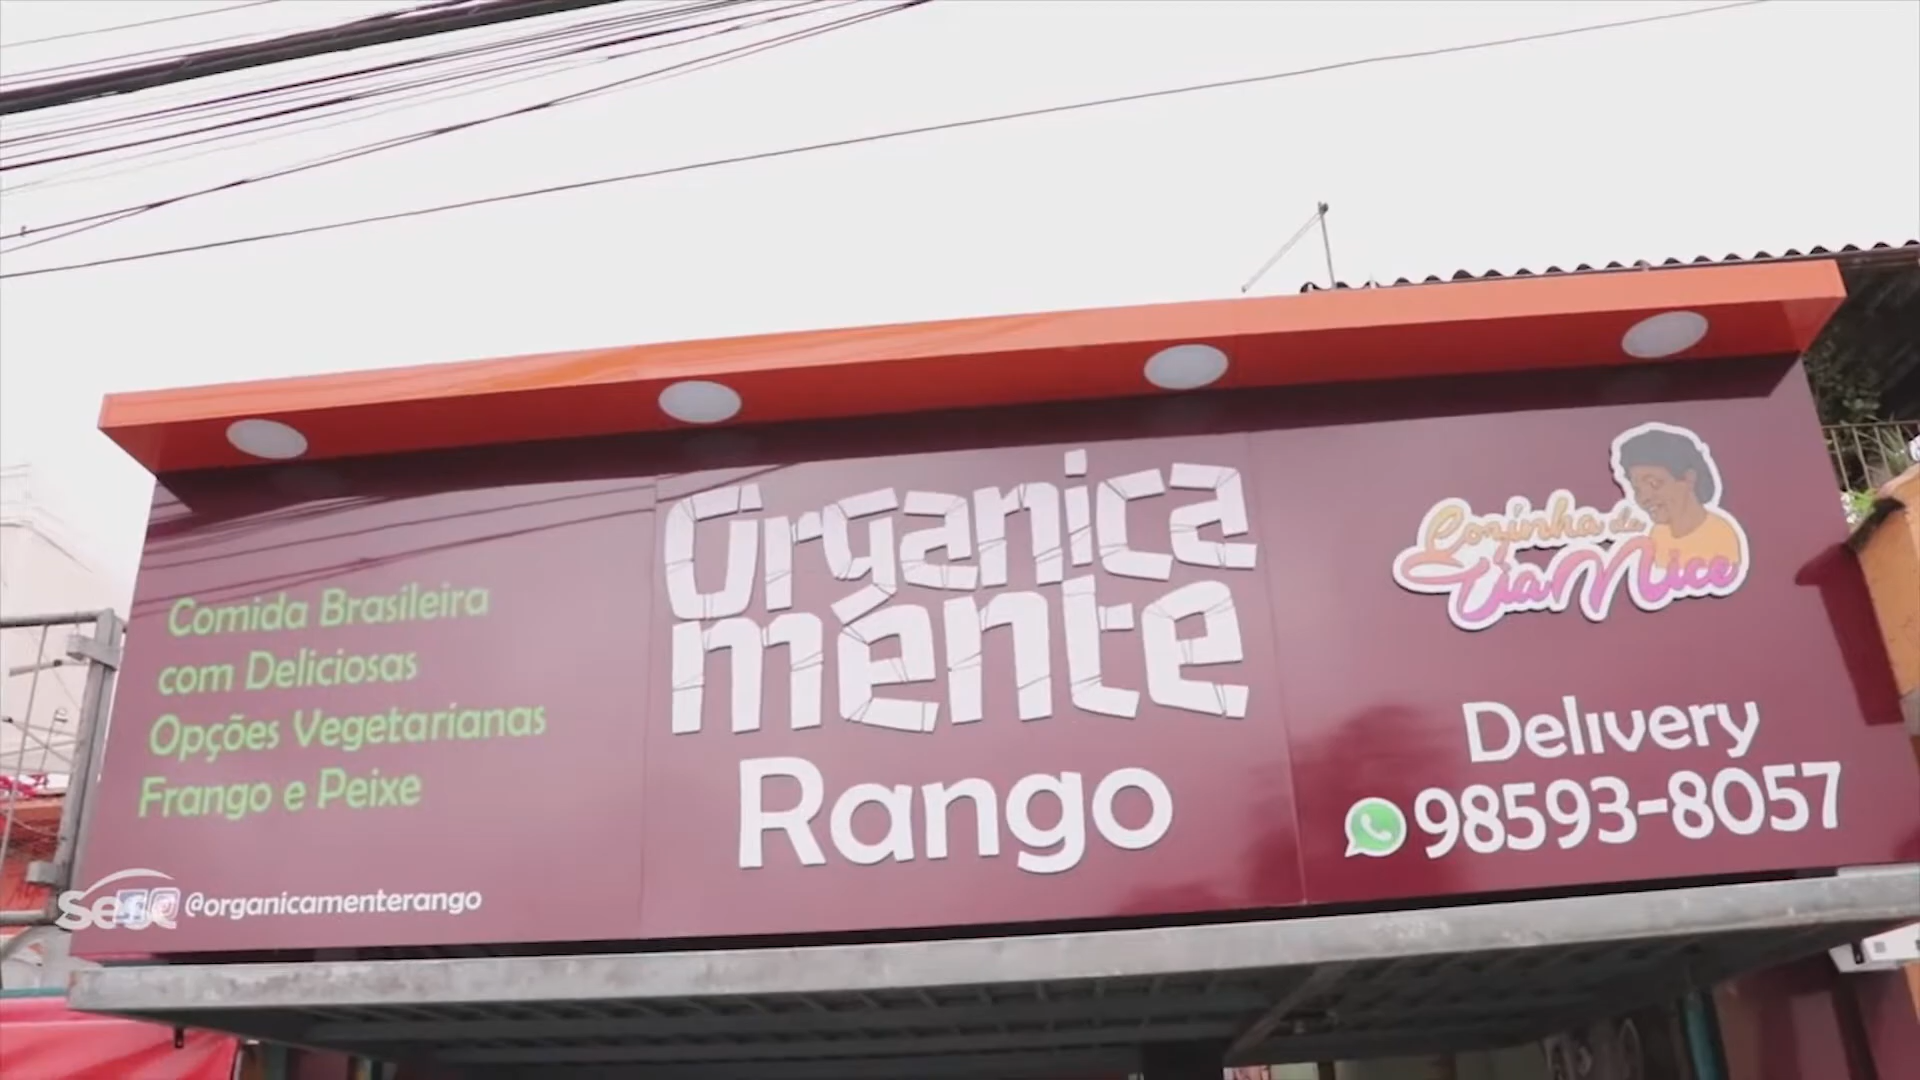 Comida Brasileira
com Deliciosas
Opções Vegetarianas
Frango e Peixe
@organicamenterango
sesc
Organica
mente
Rango
Cozinha da
Tia Nice
Delivery
98593-8057